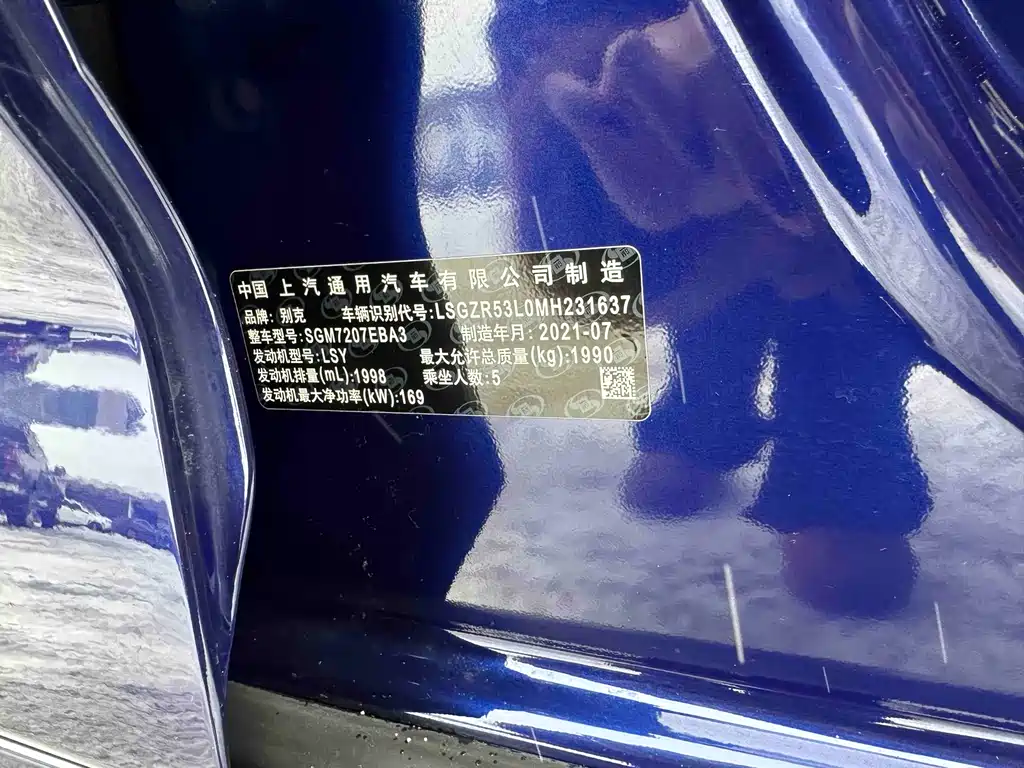 中国 上汽通用汽车有限公司制造
品牌: 别克 车辆识别代号:LSGZR53L0MH231637
整车型号:SGM7207EBA3 制造年月: 2021-07
发动机型号:LSY 最大允许总质量(kg):1990
发动机排量(mL):1998 乘坐人数:5
发动机最大净功率(kW):169